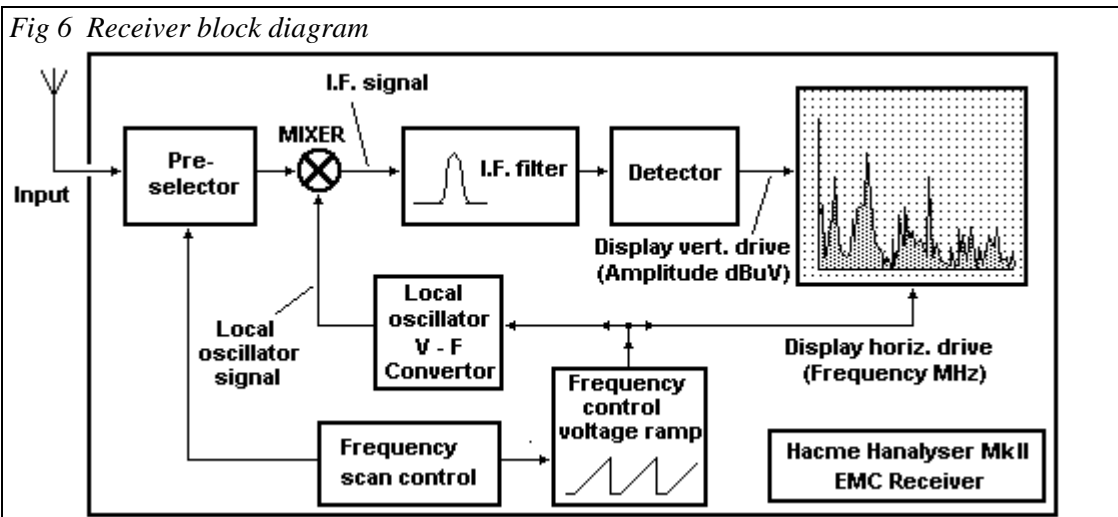 Fig 6 Receiver block diagram
I.F. signal
MIXER
Pre-
selector
I.F. filter
Detector
Input
Display vert. drive
(Amplitude dBuV)
Local
oscillator
signal
Local
oscillator
V - F
Convertor
Display horiz. drive
(Frequency MHz)
Frequency
control
voltage ramp
Frequency
scan control
Hacme Hanalyser MkII
EMC Receiver